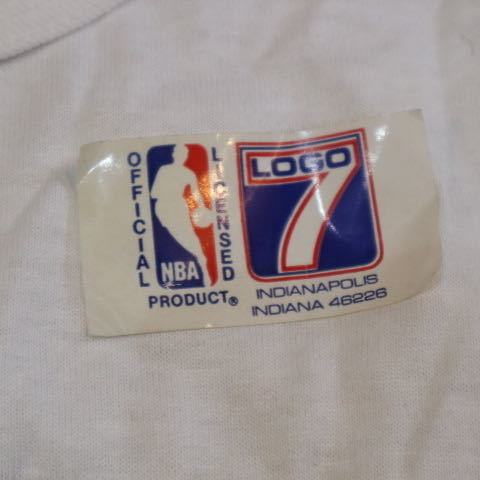 OFFICIAL
LICENSED
NBA
PRODUCT®
LOGO
7
INDIANAPOLIS
INDIANA 46226